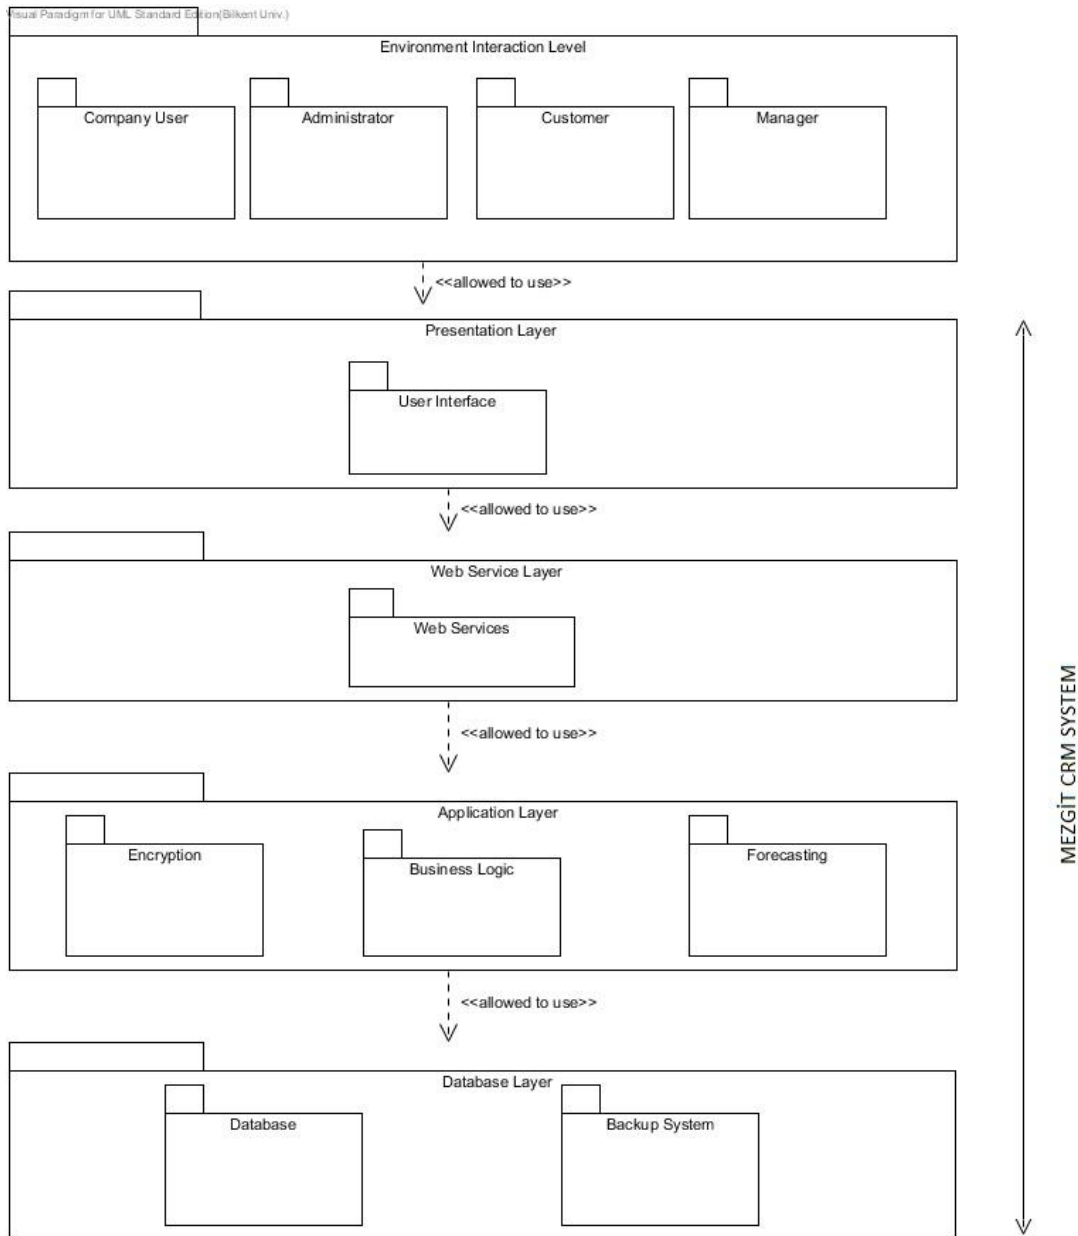 Visual Paradigm for UML Standard Edition(Bilkent Univ.)
Environment Interaction Level
Company User
Administrator
Customer
Manager
<<allowed to use>>
Presentation Layer
User Interface
<<allowed to use>>
Web Service Layer
Web Services
<<allowed to use>>
Application Layer
Encryption
Business Logic
Forecasting
<<allowed to use>>
Database Layer
Database
Backup System
MEZGİT CRM SYSTEM